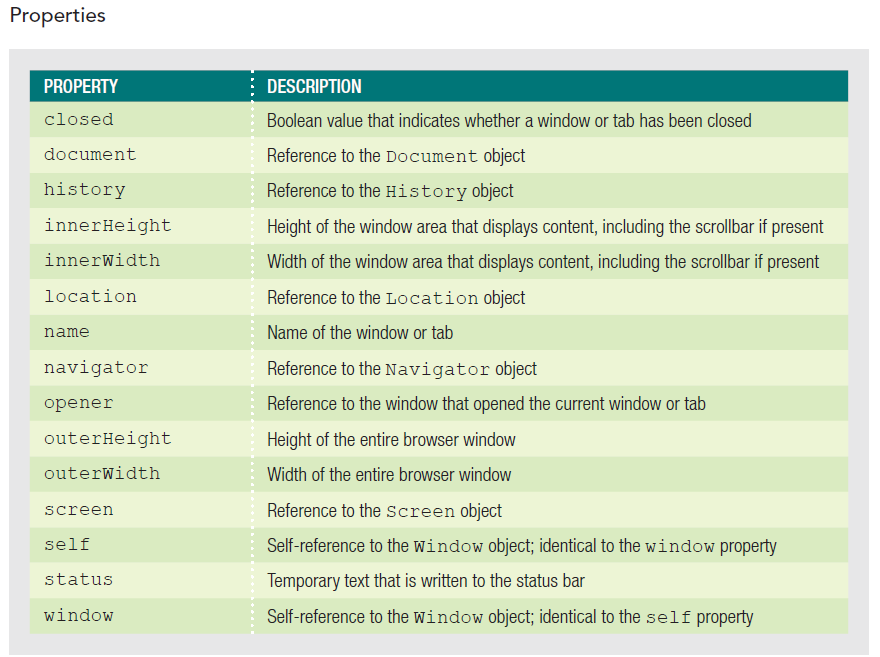 Properties
PROPERTY DESCRIPTION
closed Boolean value that indicates whether a window or tab has been closed
document Reference to the Document object
history Reference to the History object
innerHeight Height of the window area that displays content, including the scrollbar if present
innerWidth Width of the window area that displays content, including the scrollbar if present
location Reference to the Location object
name Name of the window or tab
navigator Reference to the Navigator object
opener Reference to the window that opened the current window or tab
outerHeight Height of the entire browser window
outerWidth Width of the entire browser window
screen Reference to the Screen object
self Self-reference to the Window object; identical to the window property
status Temporary text that is written to the status bar
window Self-reference to the Window object; identical to the self property